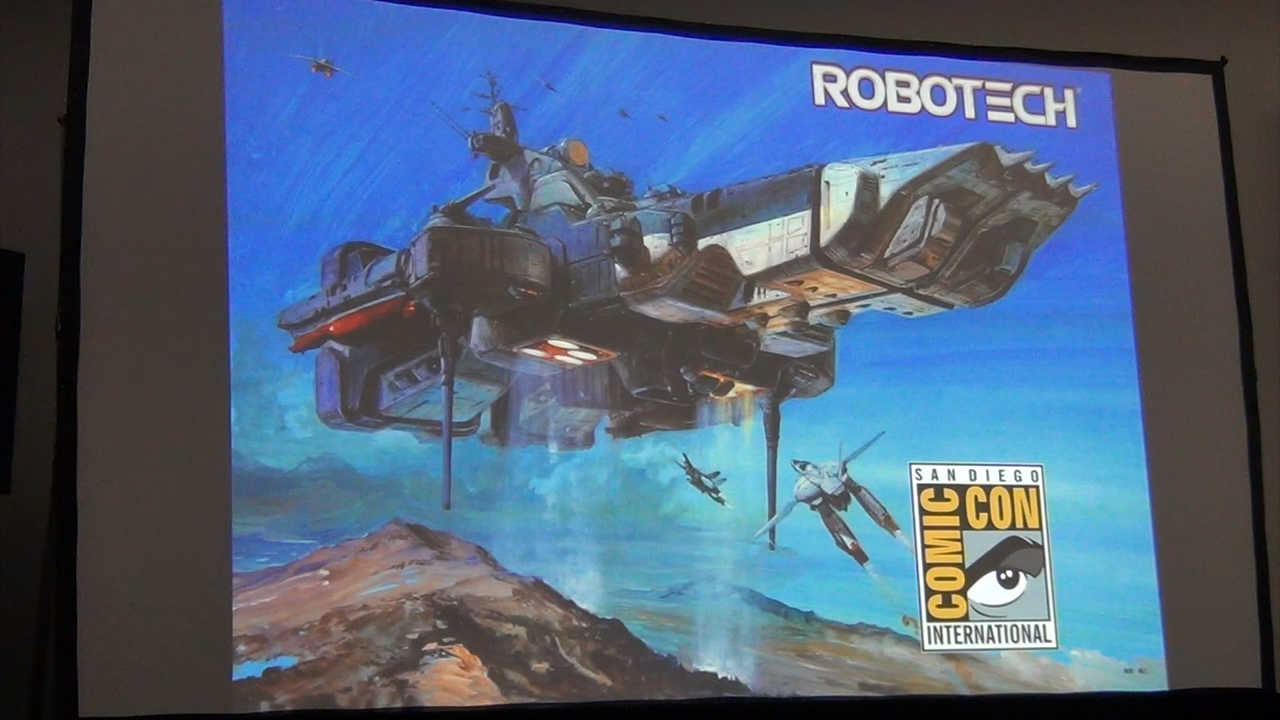 ROBOTECH
SAN DIEGO
COMIC
CON
INTERNATIONAL